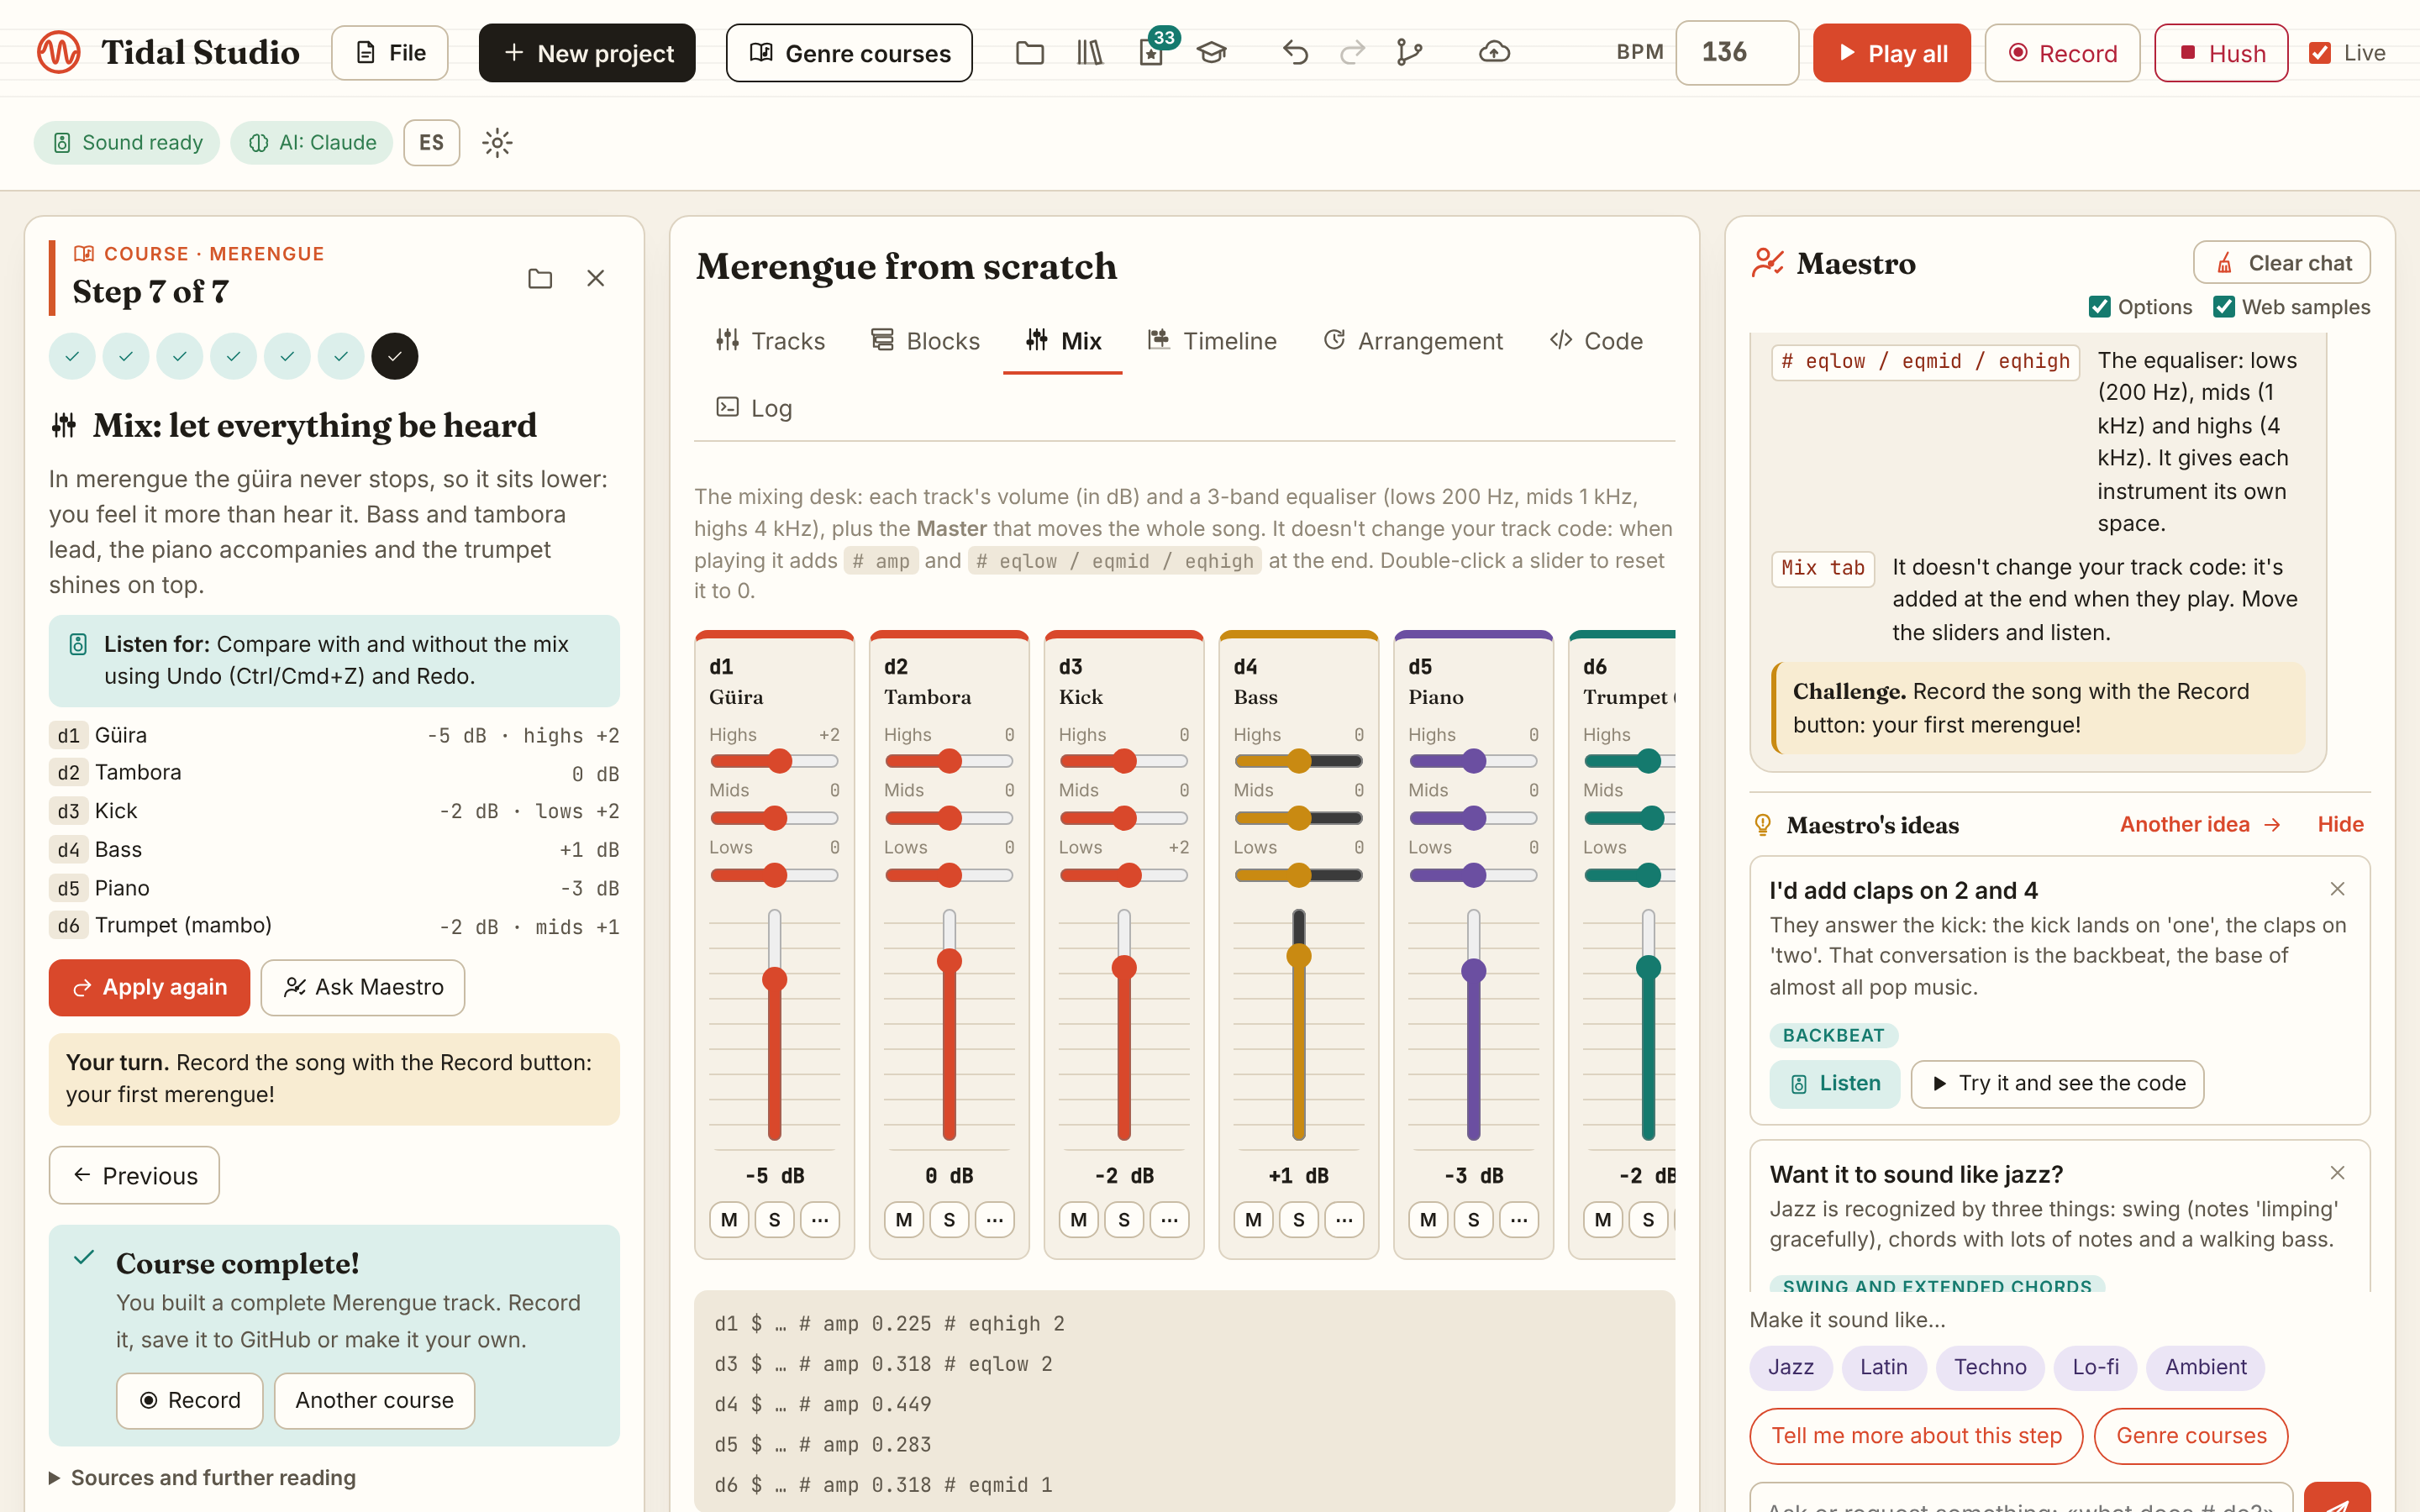 Tidal Studio
File
New project
Genre courses
33
BPM
136
Play all
Record
Hush
Live
Sound ready
AI: Claude
ES
COURSE · MERENGUE
Step 7 of 7
Mix: let everything be heard
In merengue the güira never stops, so it sits lower:
you feel it more than hear it. Bass and tambora
lead, the piano accompanies and the trumpet
shines on top.
Listen for: Compare with and without the mix
using Undo (Ctrl/Cmd+Z) and Redo.
d1 Güira -5 dB · highs +2
d2 Tambora 0 dB
d3 Kick -2 dB · lows +2
d4 Bass +1 dB
d5 Piano -3 dB
d6 Trumpet (mambo) -2 dB · mids +1
Apply again
Ask Maestro
Your turn. Record the song with the Record button:
your first merengue!
Previous
Course complete!
You built a complete Merengue track. Record
it, save it to GitHub or make it your own.
Record
Another course
Sources and further reading
Merengue from scratch
Tracks
Blocks
Mix
Timeline
Arrangement
Code
Log
The mixing desk: each track's volume (in dB) and a 3-band equaliser (lows 200 Hz, mids 1 kHz,
highs 4 kHz), plus the Master that moves the whole song. It doesn't change your track code: when
playing it adds # amp and # eqlow / eqmid / eqhigh at the end. Double-click a slider to reset
it to 0.
d1
Güira
Highs +2
Mids 0
Lows 0
-5 dB
M S ...
d2
Tambora
Highs 0
Mids 0
Lows 0
0 dB
M S ...
d3
Kick
Highs 0
Mids 0
Lows +2
-2 dB
M S ...
d4
Bass
Highs 0
Mids 0
Lows 0
+1 dB
M S ...
d5
Piano
Highs 0
Mids 0
Lows 0
-3 dB
M S ...
d6
Trumpet
Highs
Mids
Lows
-2 dB
M S
d1 $ … # amp 0.225 # eqhigh 2
d3 $ … # amp 0.318 # eqlow 2
d4 $ … # amp 0.449
d5 $ … # amp 0.283
d6 $ … # amp 0.318 # eqmid 1
Maestro
Clear chat
Options
Web samples
# eqlow / eqmid / eqhigh
The equaliser: lows
(200 Hz), mids (1
kHz) and highs (4
kHz). It gives each
instrument its own
space.
Mix tab
It doesn't change your track code: it's
added at the end when they play. Move
the sliders and listen.
Challenge. Record the song with the Record
button: your first merengue!
Maestro's ideas
Another idea →
Hide
I'd add claps on 2 and 4
They answer the kick: the kick lands on 'one', the claps on
'two'. That conversation is the backbeat, the base of
almost all pop music.
BACKBEAT
Listen
Try it and see the code
Want it to sound like jazz?
Jazz is recognized by three things: swing (notes 'limping'
gracefully), chords with lots of notes and a walking bass.
SWING AND EXTENDED CHORDS
Make it sound like...
Jazz
Latin
Techno
Lo-fi
Ambient
Tell me more about this step
Genre courses
Ask or request something: «what does # do?»